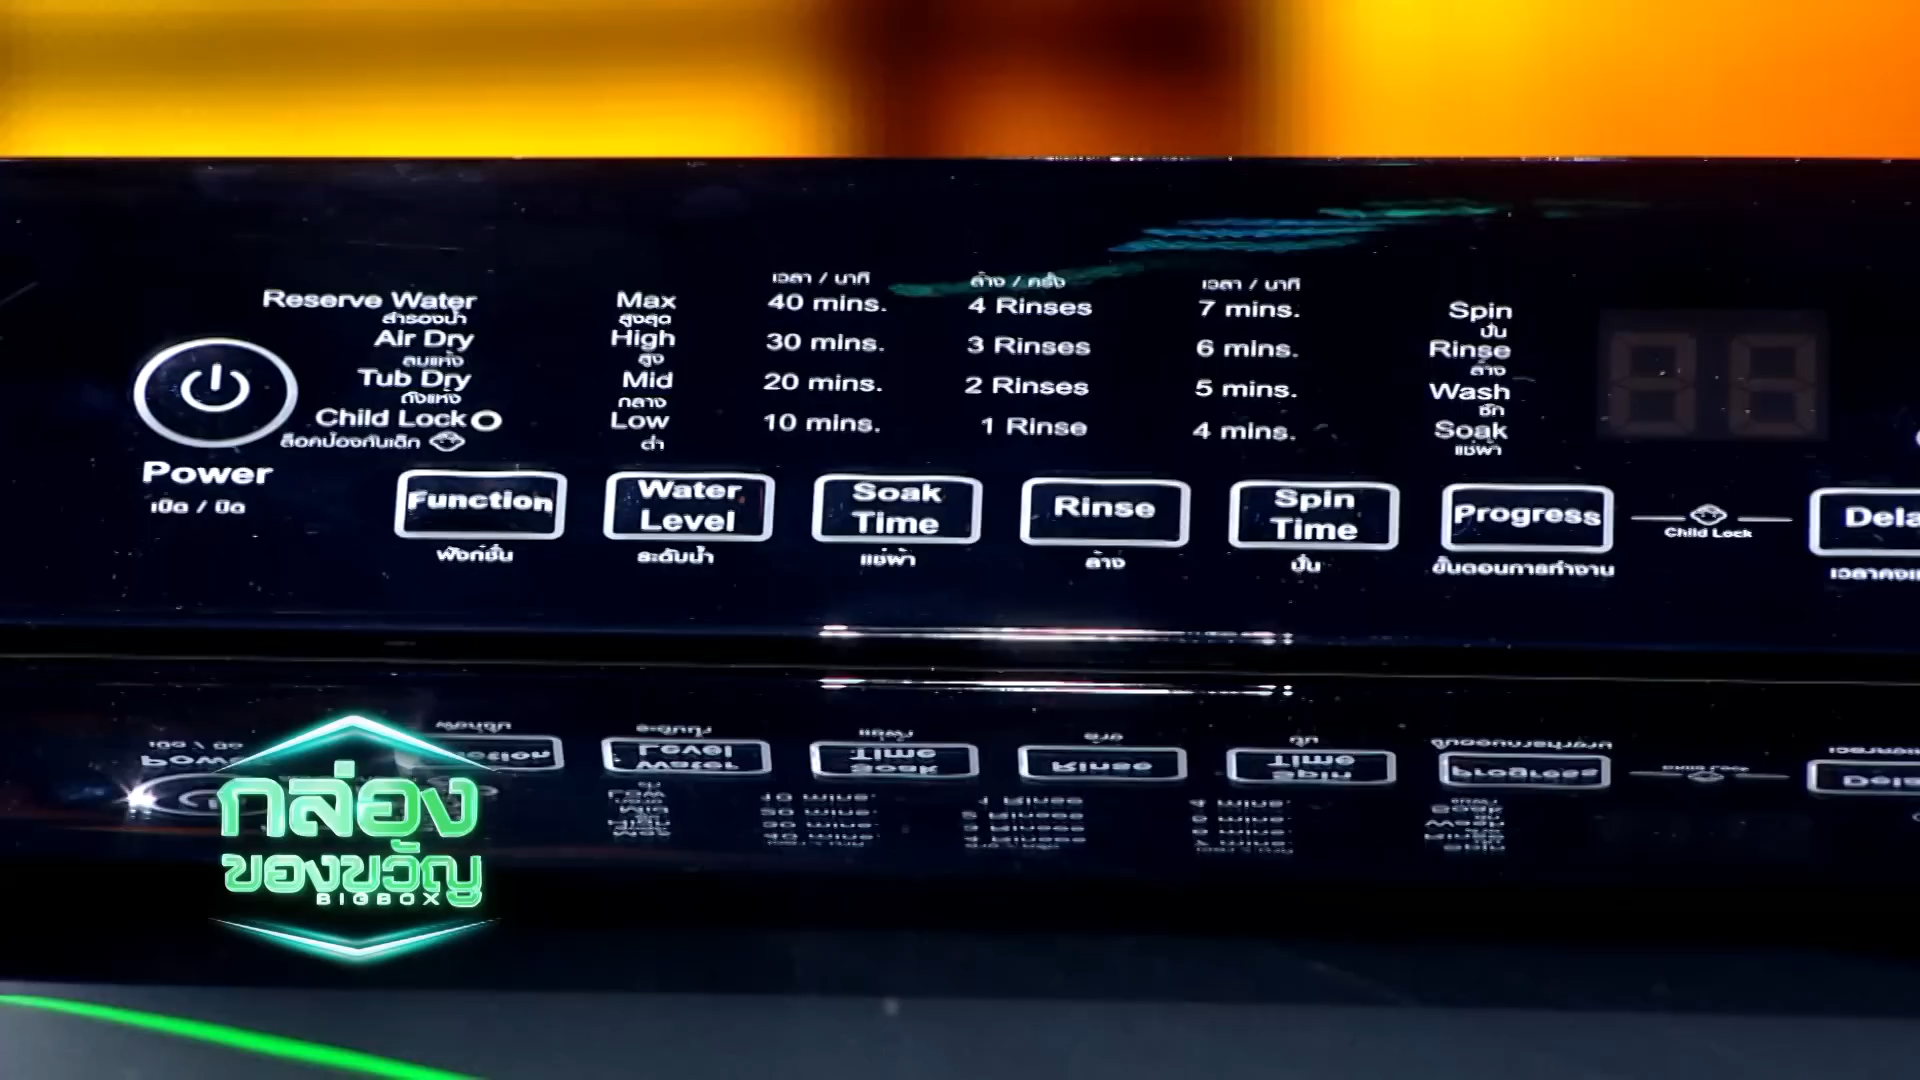 Reserve Water
สำรองน้ำ
Air Dry
ลมแห้ง
Tub Dry
ถังแห้ง
Child Lock
ล็อคป้องกันเด็ก
Power
เปิด / ปิด
Function
ฟังก์ชั่น
Max
สูงสุด
High
สูง
Mid
กลาง
Low
ต่ำ
Water
Level
ระดับน้ำ
เวลา / นาที
40 mins.
30 mins.
20 mins.
10 mins.
Soak
Time
แช่ผ้า
ล้าง / ครั้ง
4 Rinses
3 Rinses
2 Rinses
1 Rinse
Rinse
ล้าง
เวลา / นาที
7 mins.
6 mins.
5 mins.
4 mins.
Spin
Time
ปั่น
Spin
ปั่น
Rinse
ล้าง
Wash
ซัก
Soak
แช่ผ้า
Progress
ขั้นตอนการทำงาน
Child Lock
กล่อง
ของขวัญ
BIGBOX